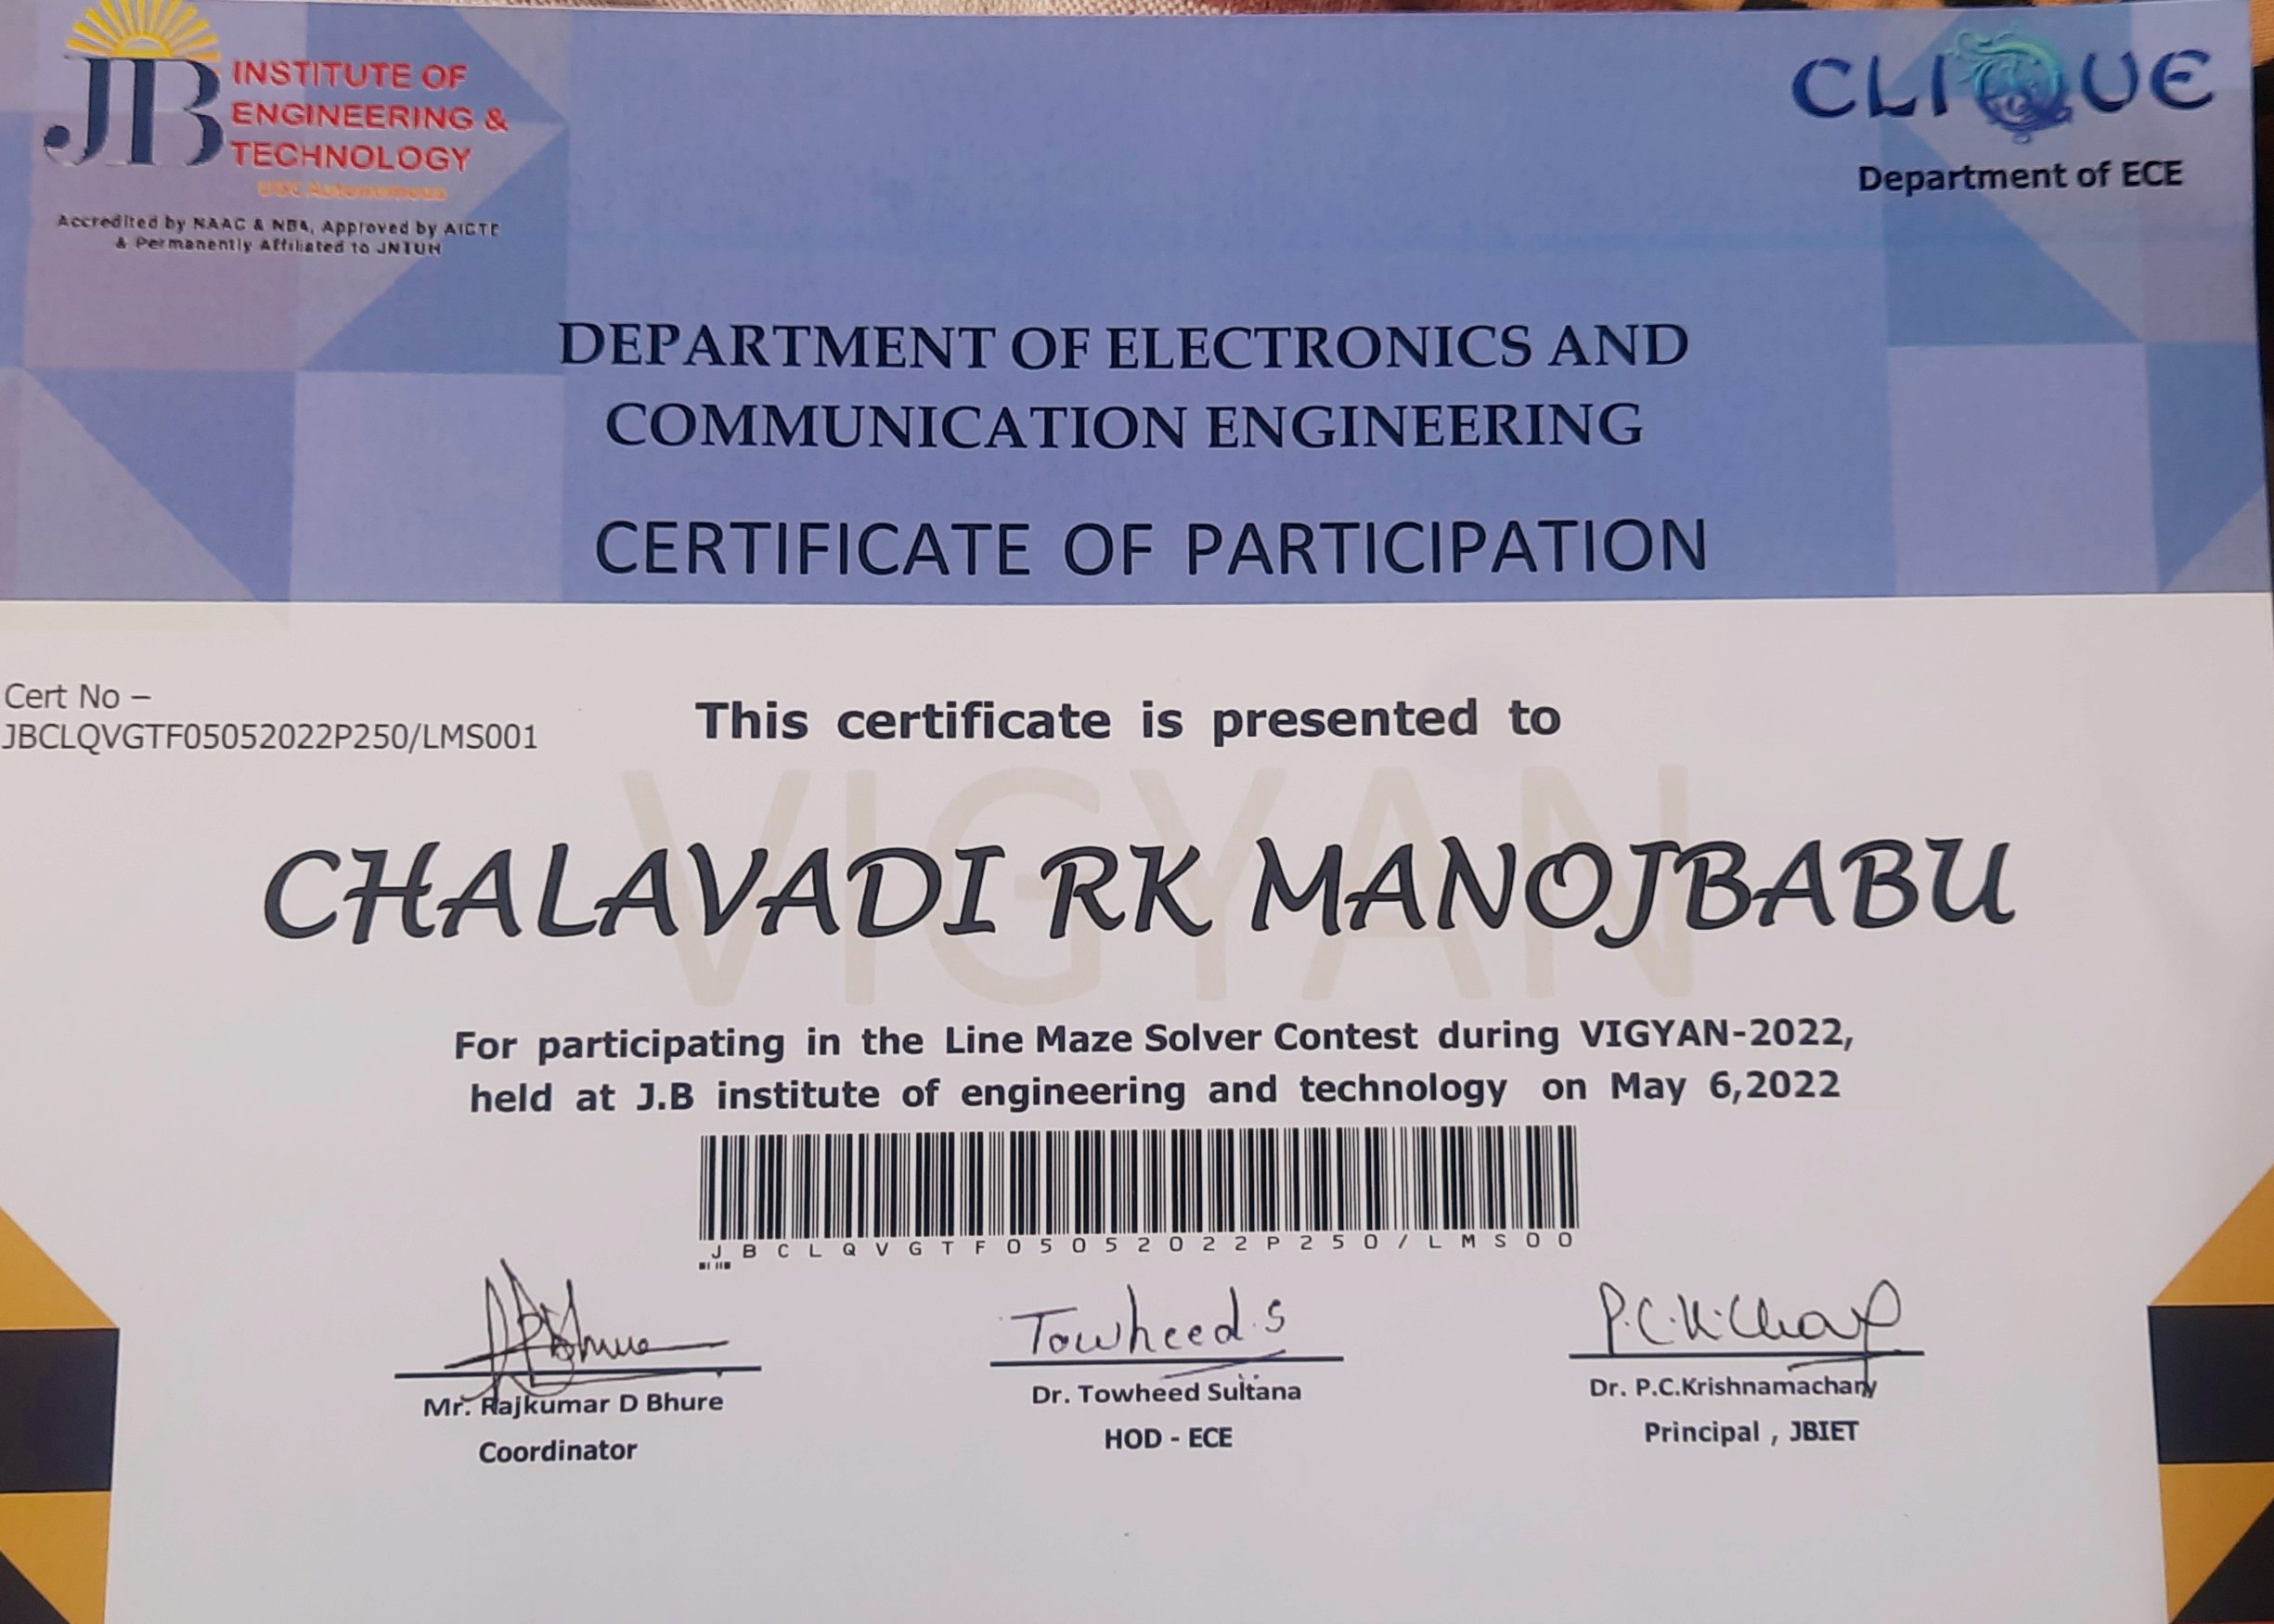 JB INSTITUTE OF
ENGINEERING &
TECHNOLOGY
UGC Autonomous
Accredited by NAAC & NBA, Approved by AICTE
& Permanently Affiliated to JNTUH
CLIQUE
Department of ECE
DEPARTMENT OF ELECTRONICS AND
COMMUNICATION ENGINEERING
CERTIFICATE OF PARTICIPATION
Cert No –
JBCLQVGTF05052022P250/LMS001
This certificate is presented to
VIGYAN
CHALAVADI RK MANOJBABU
For participating in the Line Maze Solver Contest during VIGYAN-2022,
held at J.B institute of engineering and technology on May 6,2022
JBCLQVGTF05052022P250/LMS00
Towheed.S
Mr. Rajkumar D Bhure
Coordinator
Dr. Towheed Sultana
HOD - ECE
Dr. P.C.Krishnamachary
Principal , JBIET